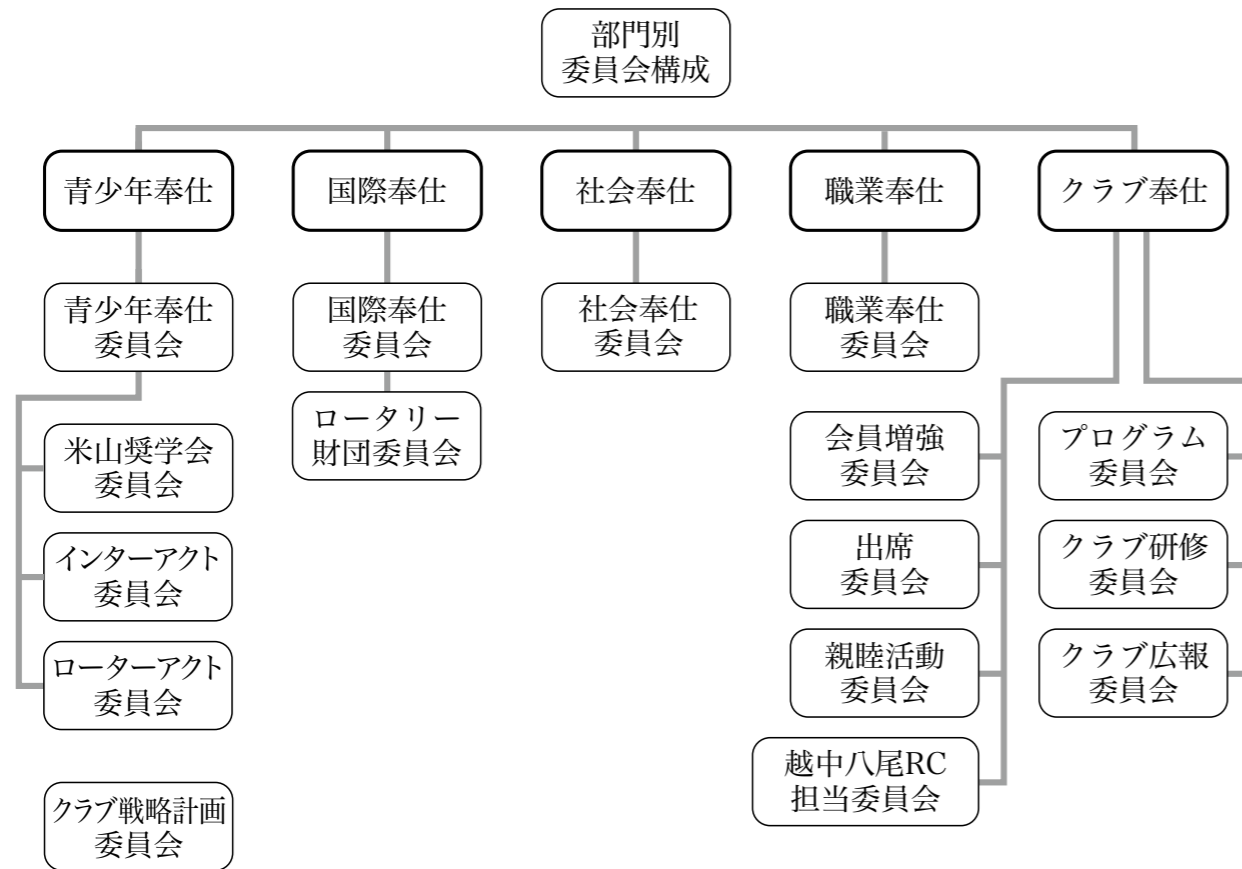 部門別
委員会構成
青少年奉仕
国際奉仕
社会奉仕
職業奉仕
クラブ奉仕
青少年奉仕
委員会
国際奉仕
委員会
社会奉仕
委員会
職業奉仕
委員会
ロータリー
財団委員会
米山奨学会
委員会
インターアクト
委員会
ローターアクト
委員会
会員増強
委員会
出席
委員会
親睦活動
委員会
越中八尾RC
担当委員会
プログラム
委員会
クラブ研修
委員会
クラブ広報
委員会
クラブ戦略計画
委員会